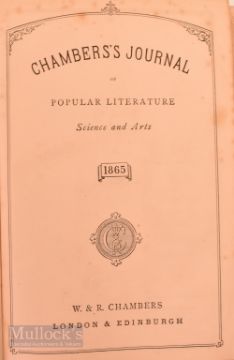 CHAMBERS'S JOURNAL
OF
POPULAR LITERATURE
Science and Arts
1865
W. & R. CHAMBERS
LONDON & EDINBURGH
Mullock's